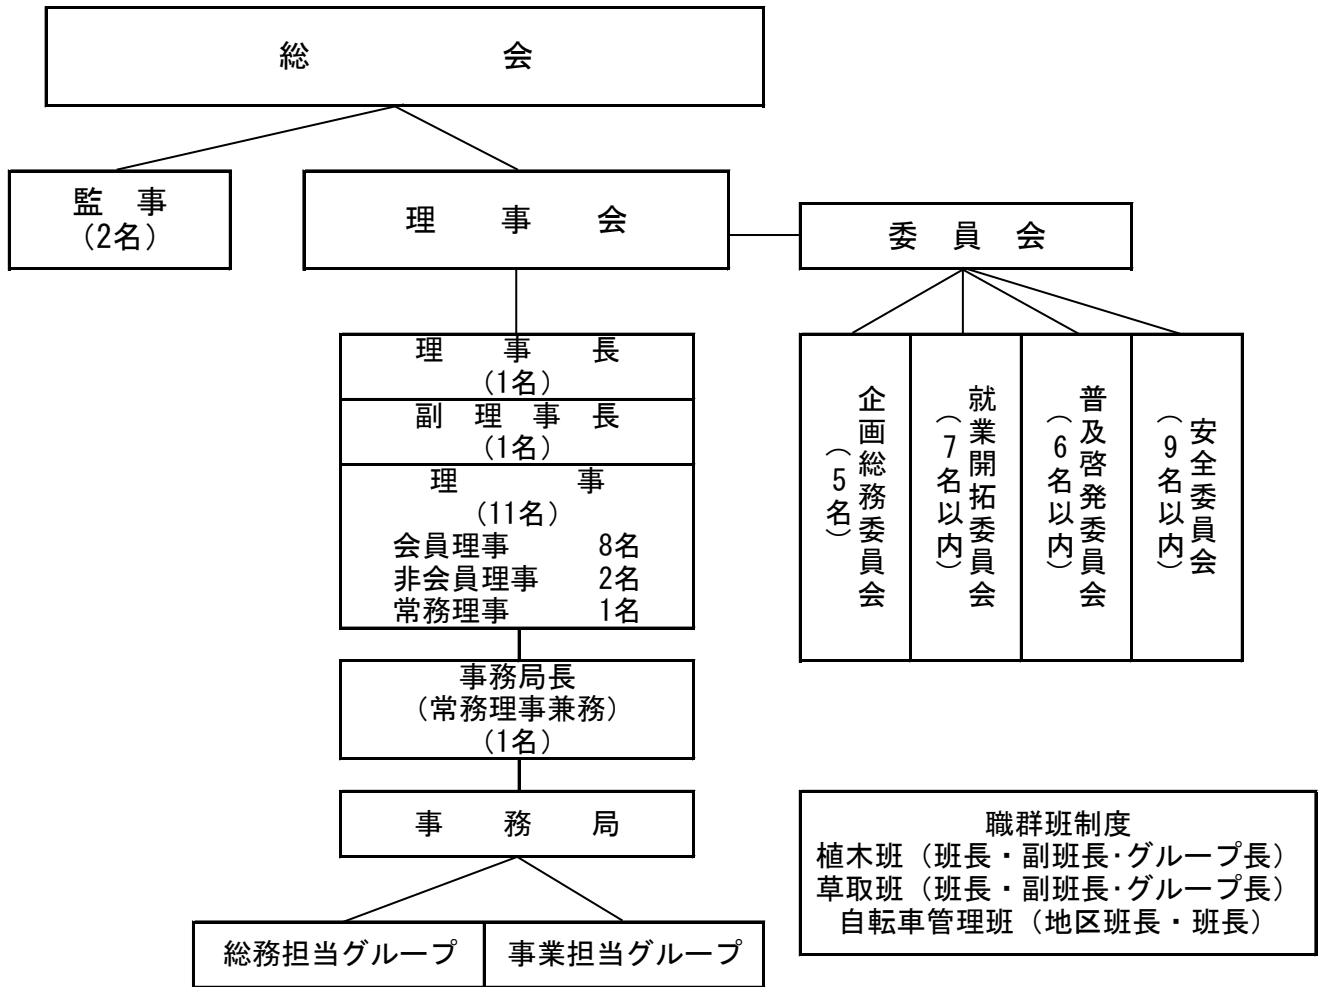 総会
監事
（2名）
理事会
委員会
理事長
（1名）
副理事長
（1名）
理事
（11名）
会員理事 8名
非会員理事 2名
常務理事 1名
企画総務委員会
（5名）
就業開拓委員会
（7名以内）
普及啓発委員会
（6名以内）
安全委員会
（9名以内）
事務局長
（常務理事兼務）
（1名）
事務局
総務担当グループ
事業担当グループ
職群班制度
植木班（班長・副班長･グループ長）
草取班（班長・副班長･グループ長）
自転車管理班（地区班長・班長）